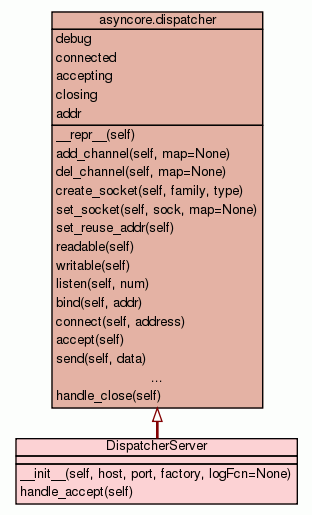 asyncore.dispatcher
debug
connected
accepting
closing
addr
__repr__(self)
add_channel(self, map=None)
del_channel(self, map=None)
create_socket(self, family, type)
set_socket(self, sock, map=None)
set_reuse_addr(self)
readable(self)
writable(self)
listen(self, num)
bind(self, addr)
connect(self, address)
accept(self)
send(self, data)
...
handle_close(self)
DispatcherServer
__init__(self, host, port, factory, logFcn=None)
handle_accept(self)